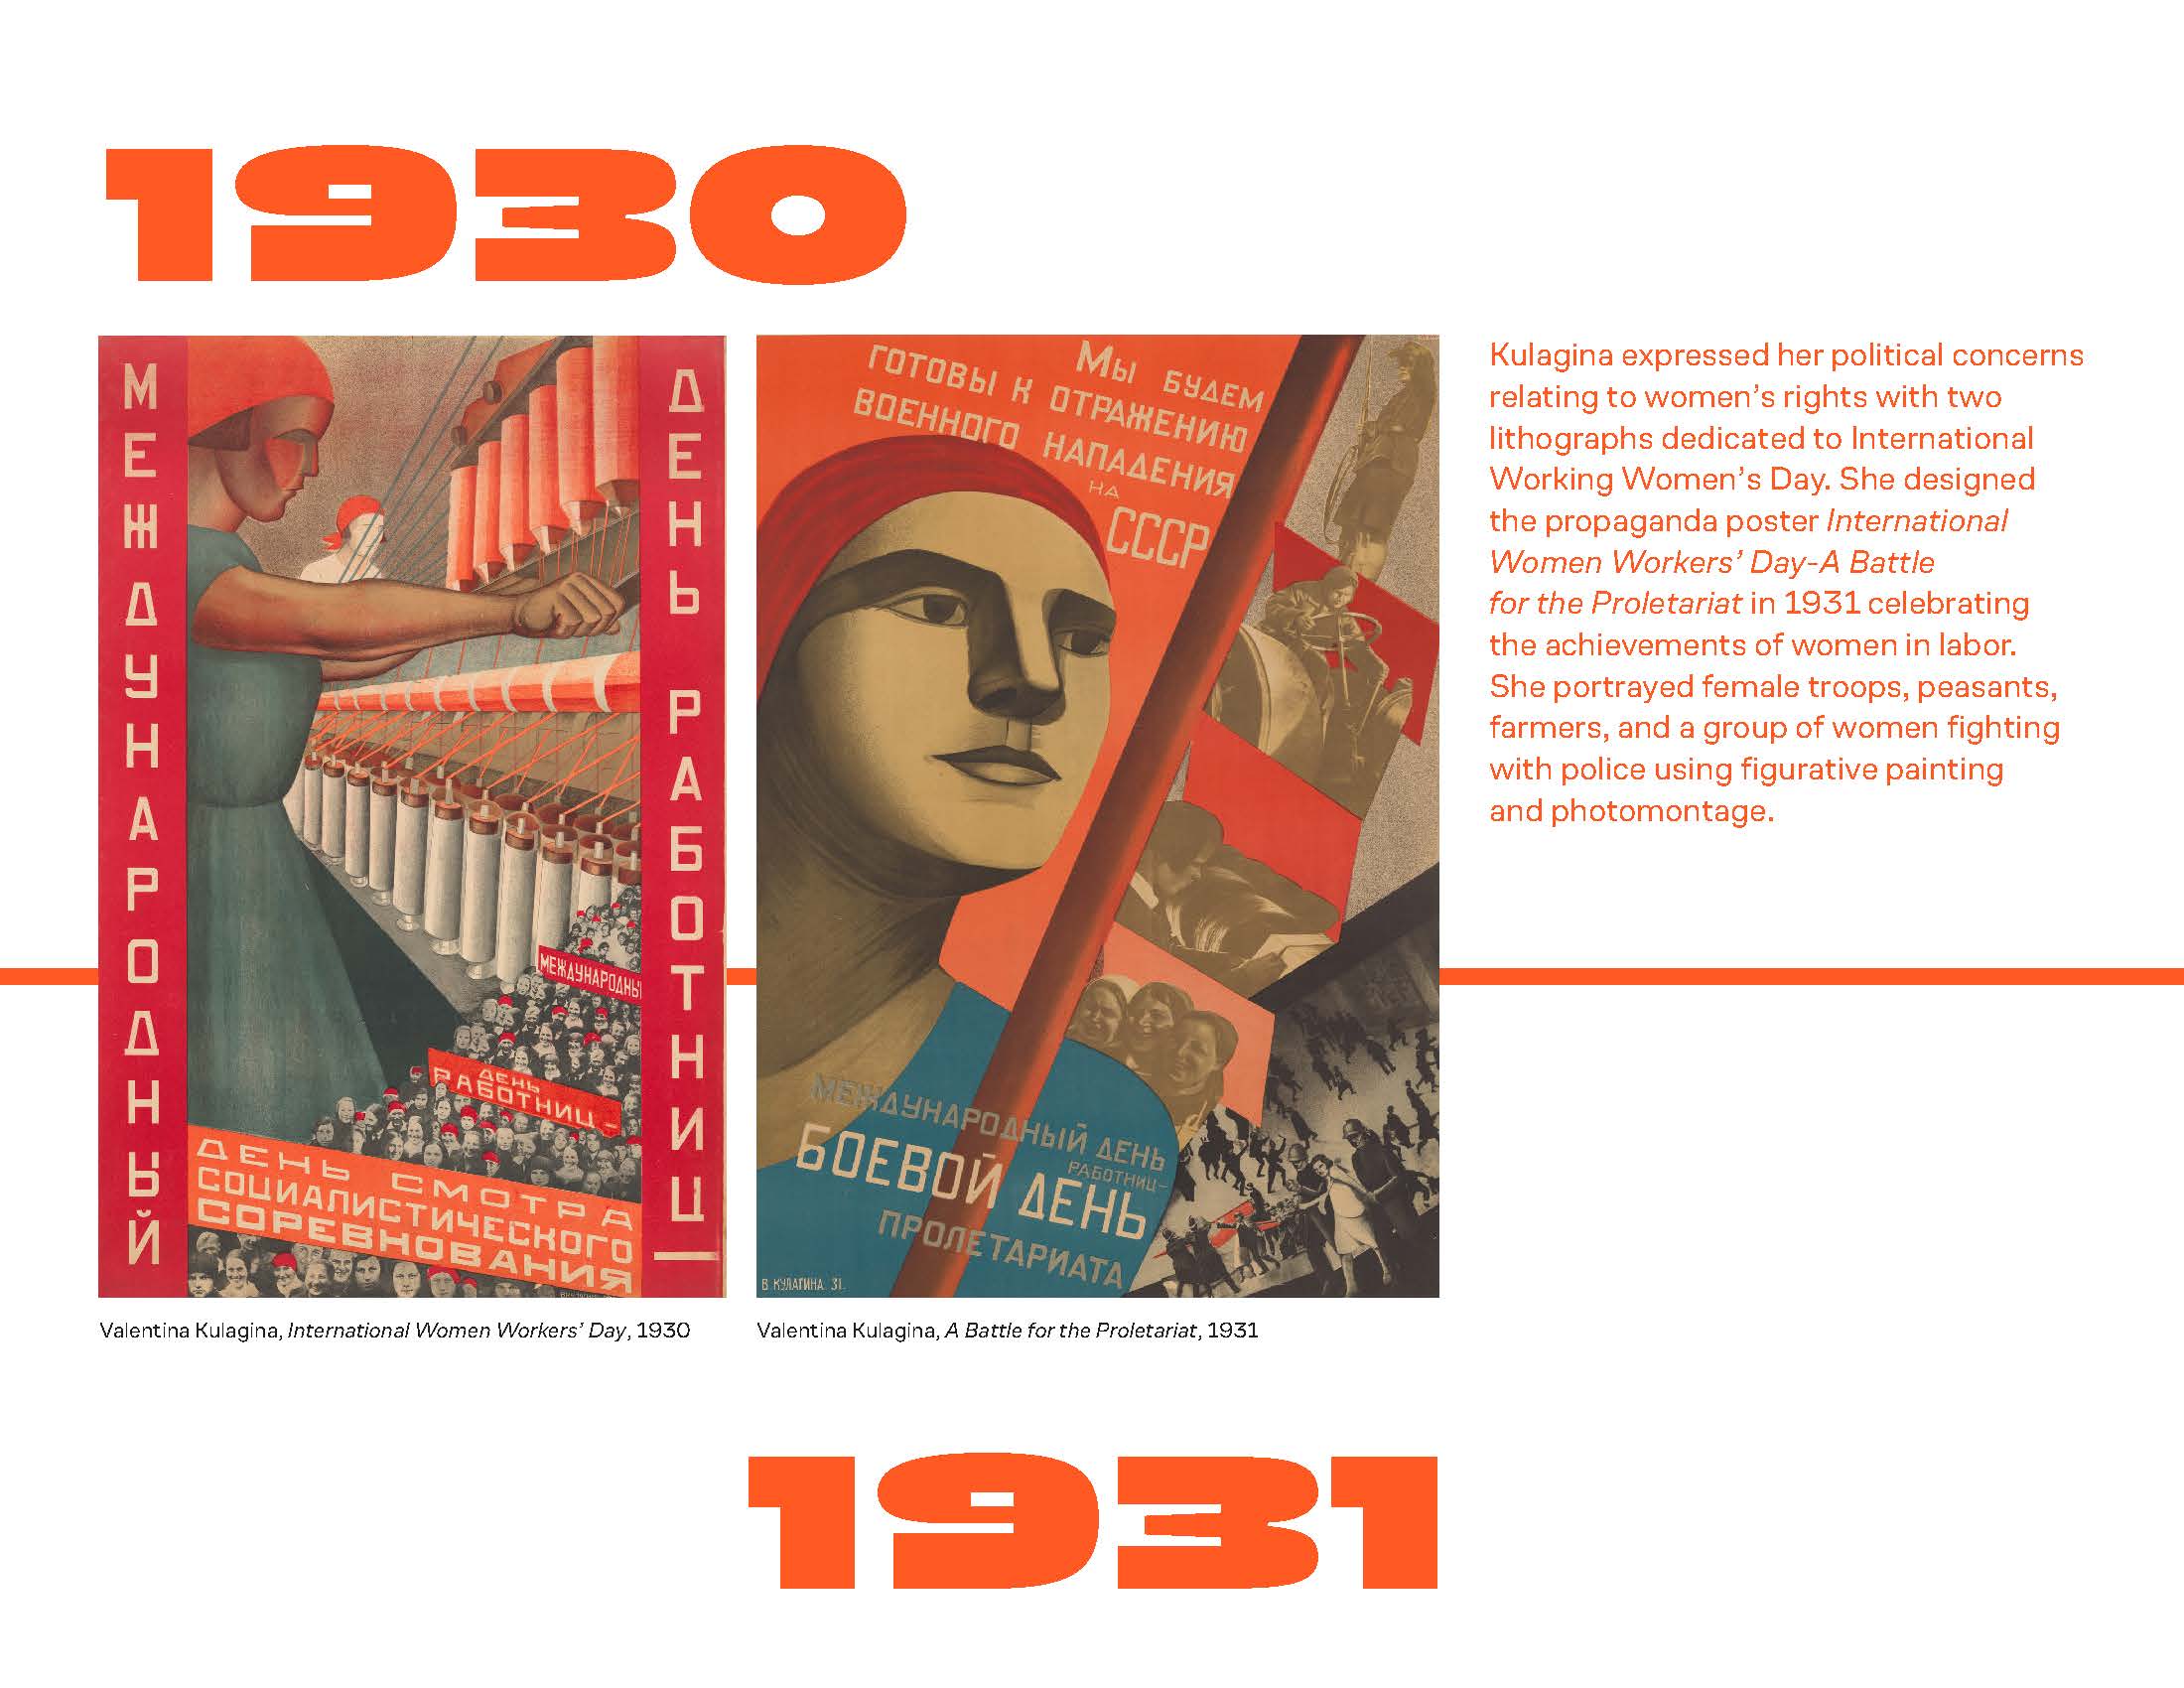 1930
МЕЖДУНАРОДНЫЙ
ДЕНЬ РАБОТНИЦ—
МЕЖДУНАРОДНЫ
ДЕНЬ
РАБОТНИЦ-
ДЕНЬ СМОТРА
СОЦИАЛИСТИЧЕСКОГО
СОРЕВНОВАНИЯ
Valentina Kulagina, International Women Workers’ Day, 1930
МЫ БУДЕМ
ГОТОВЫ К ОТРАЖЕНИЮ
ВОЕННОГО НАПАДЕНИЯ
НА
СССР
МЕЖДУНАРОДНЫЙ ДЕНЬ
РАБОТНИЦ-
БОЕВОЙ ДЕНЬ
ПРОЛЕТАРИАТА
В. КУЛАГИНА. 31.
Valentina Kulagina, A Battle for the Proletariat, 1931
Kulagina expressed her political concerns
relating to women’s rights with two
lithographs dedicated to International
Working Women’s Day. She designed
the propaganda poster International
Women Workers’ Day-A Battle
for the Proletariat in 1931 celebrating
the achievements of women in labor.
She portrayed female troops, peasants,
farmers, and a group of women fighting
with police using figurative painting
and photomontage.
1931